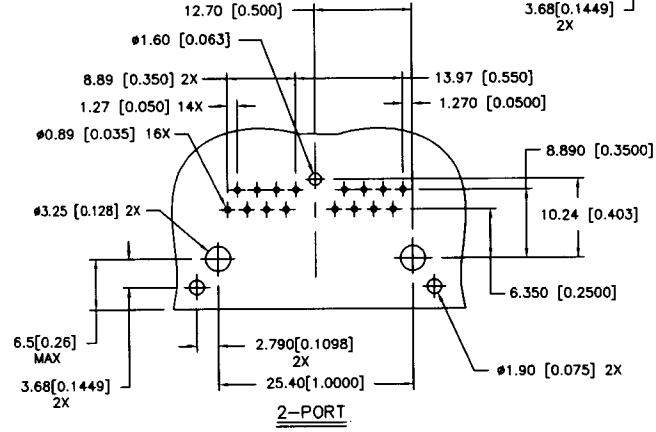 12.70 [0.500]
3.68[0.1449]
2X
ø1.60 [0.063]
8.89 [0.350] 2X
13.97 [0.550]
1.27 [0.050] 14X
1.270 [0.0500]
ø0.89 [0.035] 16X
8.890 [0.3500]
ø3.25 [0.128] 2X
10.24 [0.403]
6.350 [0.2500]
6.5[0.26]
MAX
2.790[0.1098]
2X
3.68[0.1449]
2X
25.40[1.0000]
ø1.90 [0.075] 2X
2-PORT